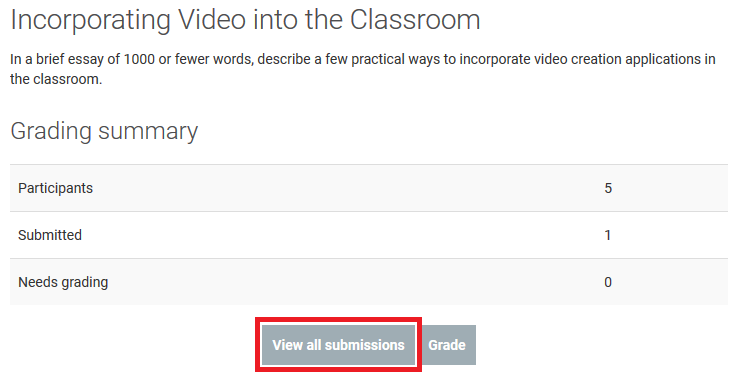 Incorporating Video into the Classroom
In a brief essay of 1000 or fewer words, describe a few practical ways to incorporate video creation applications in
the classroom.
Grading summary
Participants 5
Submitted 1
Needs grading 0
View all submissions Grade